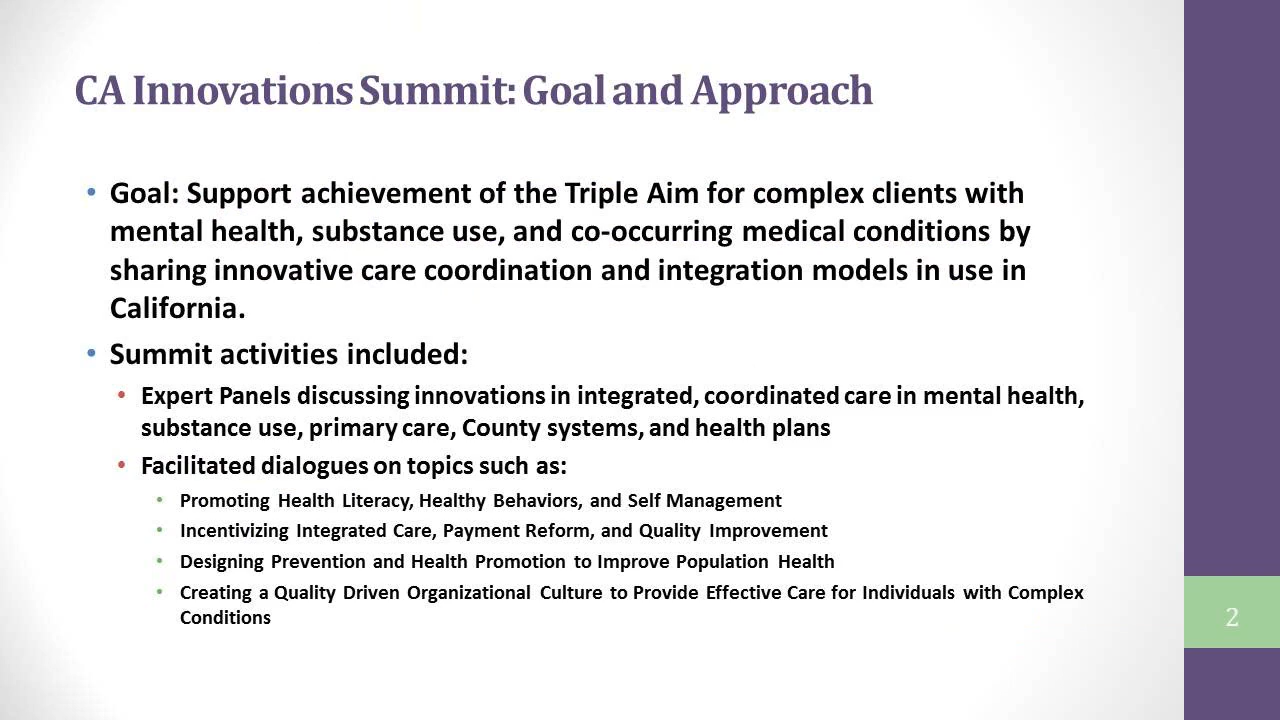 CA Innovations Summit: Goal and Approach
• Goal: Support achievement of the Triple Aim for complex clients with
mental health, substance use, and co-occurring medical conditions by
sharing innovative care coordination and integration models in use in
California.
• Summit activities included:
• Expert Panels discussing innovations in integrated, coordinated care in mental health,
substance use, primary care, County systems, and health plans
• Facilitated dialogues on topics such as:
• Promoting Health Literacy, Healthy Behaviors, and Self Management
• Incentivizing Integrated Care, Payment Reform, and Quality Improvement
• Designing Prevention and Health Promotion to Improve Population Health
• Creating a Quality Driven Organizational Culture to Provide Effective Care for Individuals with Complex
Conditions
2